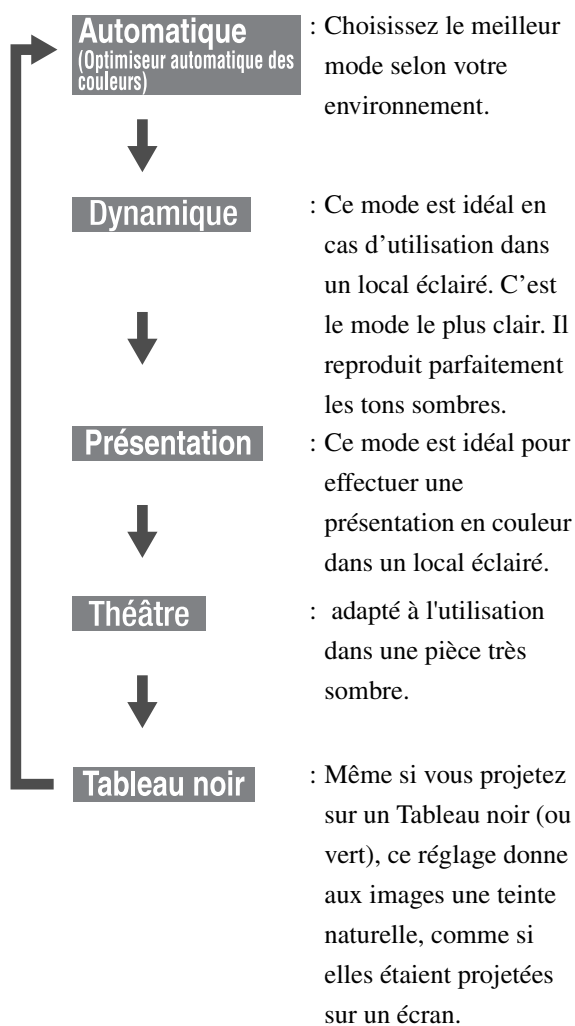 Automatique
(Optimiseur automatique des
couleurs)
: Choisissez le meilleur
mode selon votre
environnement.
Dynamique
: Ce mode est idéal en
cas d’utilisation dans
un local éclairé. C’est
le mode le plus clair. Il
reproduit parfaitement
les tons sombres.
Présentation
: Ce mode est idéal pour
effectuer une
présentation en couleur
dans un local éclairé.
Théâtre
: adapté à l'utilisation
dans une pièce très
sombre.
Tableau noir
: Même si vous projetez
sur un Tableau noir (ou
vert), ce réglage donne
aux images une teinte
naturelle, comme si
elles étaient projetées
sur un écran.